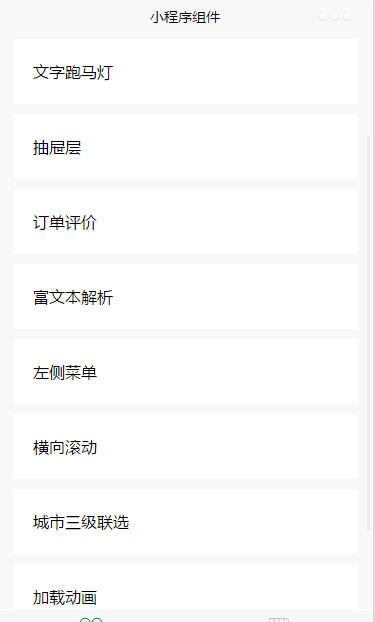 小程序组件
文字跑马灯
抽屉层
订单评价
富文本解析
左侧菜单
横向滚动
城市三级联选
加载动画